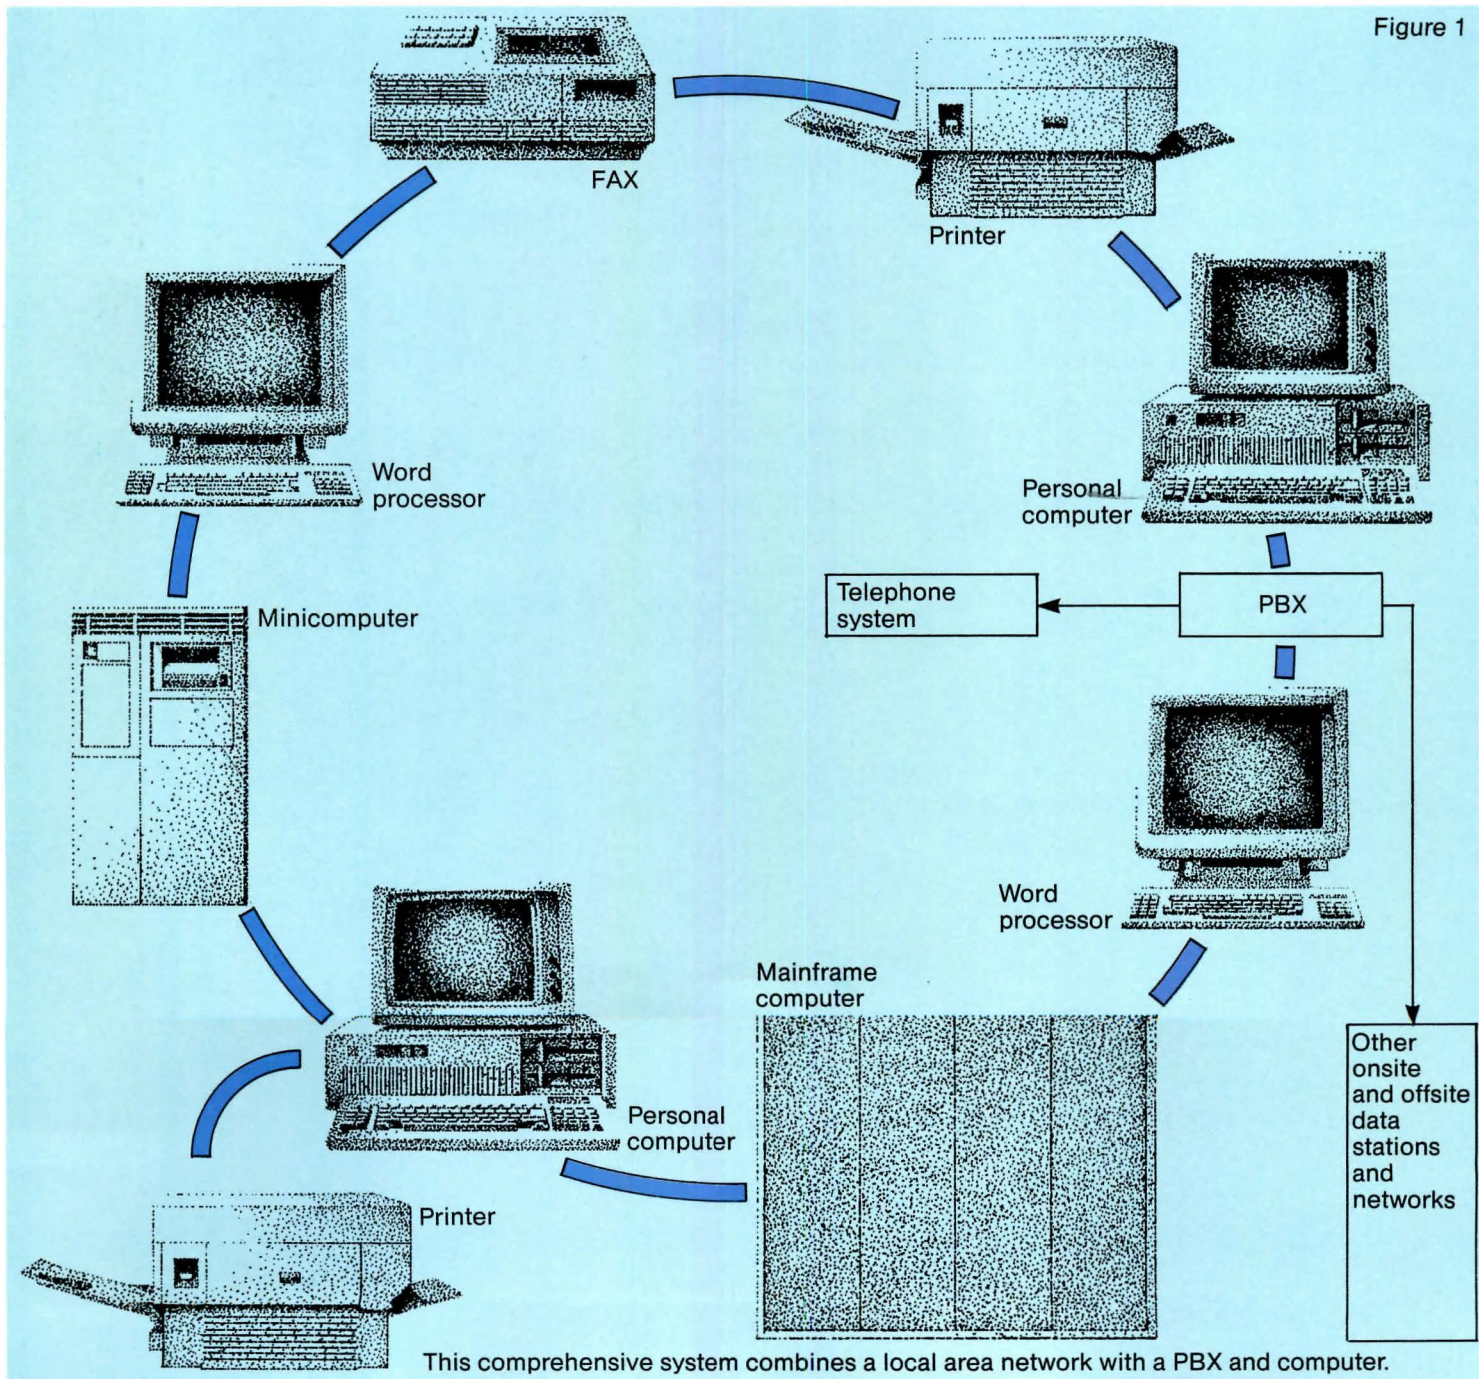 Figure 1
FAX
Printer
Word
processor
Personal
computer
Telephone
system
PBX
Minicomputer
Word
processor
Mainframe
computer
Other
onsite
and offsite
data
stations
and
networks
Personal
computer
Printer
This comprehensive system combines a local area network with a PBX and computer.